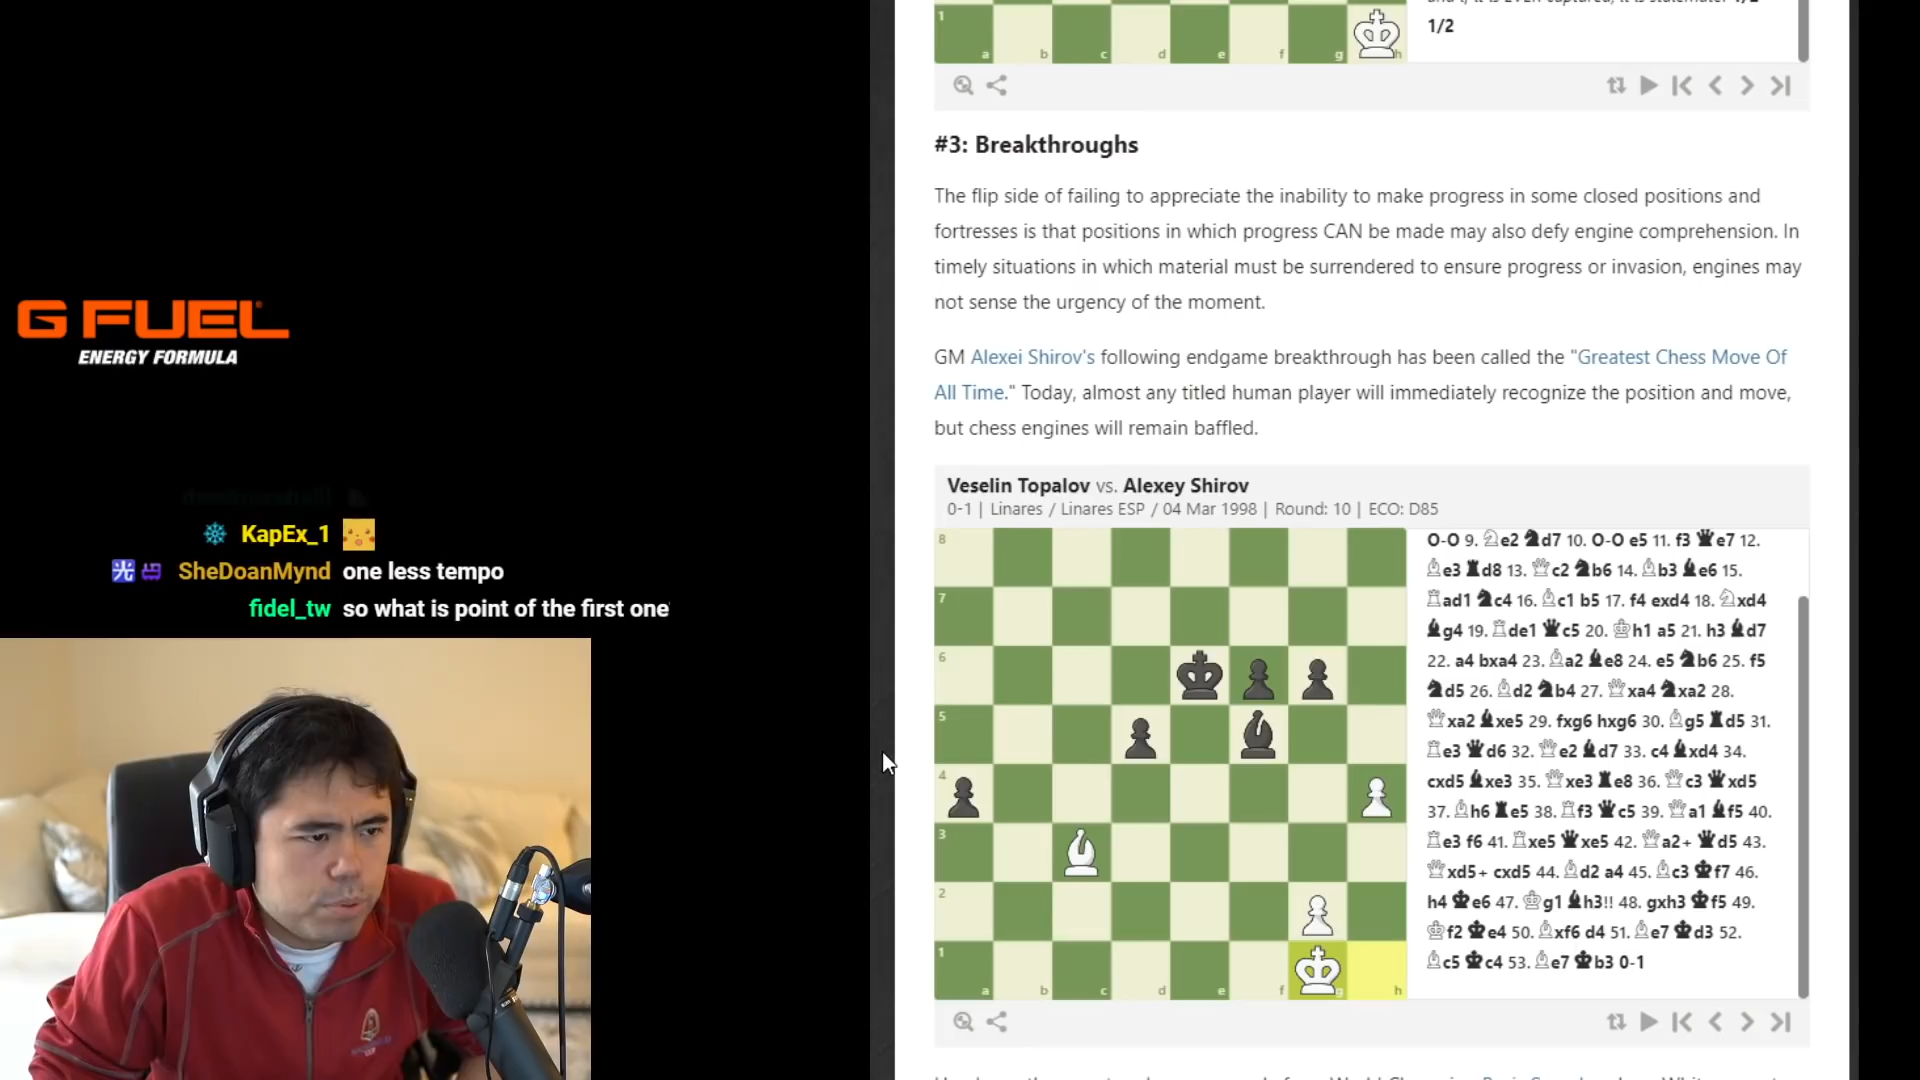 1
a b c d e f g h
1/2
#3: Breakthroughs
The flip side of failing to appreciate the inability to make progress in some closed positions and
fortresses is that positions in which progress CAN be made may also defy engine comprehension. In
timely situations in which material must be surrendered to ensure progress or invasion, engines may
not sense the urgency of the moment.
GM Alexei Shirov's following endgame breakthrough has been called the "Greatest Chess Move Of
All Time." Today, almost any titled human player will immediately recognize the position and move,
but chess engines will remain baffled.
Veselin Topalov vs. Alexey Shirov
0-1 | Linares / Linares ESP / 04 Mar 1998 | Round: 10 | ECO: D85
8
7
6
5
4
3
2
1
a b c d e f g h
O-O 9. ♘e2 ♞d7 10. O-O e5 11. f3 ♛e7 12.
♗e3 ♜d8 13. ♕c2 ♞b6 14. ♗b3 ♝e6 15.
♖ad1 ♞c4 16. ♗c1 b5 17. f4 exd4 18. ♘xd4
♝g4 19. ♖de1 ♛c5 20. ♔h1 a5 21. h3 ♝d7
22. a4 bxa4 23. ♗a2 ♝e8 24. e5 ♞b6 25. f5
♞d5 26. ♗d2 ♞b4 27. ♕xa4 ♞xa2 28.
♕xa2 ♝xe5 29. fxg6 hxg6 30. ♗g5 ♜d5 31.
♖e3 ♛d6 32. ♕e2 ♝d7 33. c4 ♝xd4 34.
cxd5 ♝xe3 35. ♕xe3 ♜e8 36. ♕c3 ♛xd5
37. ♗h6 ♜e5 38. ♖f3 ♛c5 39. ♕a1 ♝f5 40.
♖e3 f6 41. ♖xe5 ♛xe5 42. ♕a2+ ♛d5 43.
♕xd5+ cxd5 44. ♗d2 a4 45. ♗c3 ♚f7 46.
h4 ♚e6 47. ♔g1 ♝h3!! 48. gxh3 ♚f5 49.
♔f2 ♚e4 50. ♗xf6 d4 51. ♗e7 ♚d3 52.
♗c5 ♚c4 53. ♗e7 ♚b3 0-1
G FUEL
ENERGY FORMULA
KapEx_1
光 SheDoanMynd one less tempo
fidel_tw so what is point of the first one